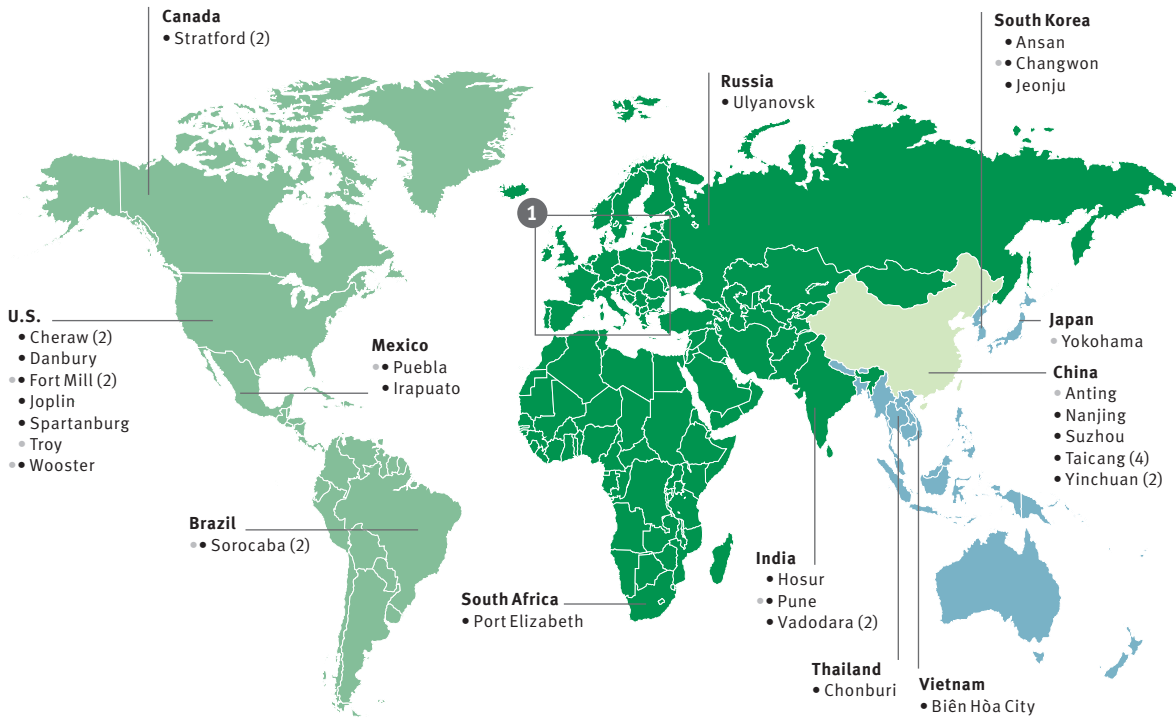 Canada
• Stratford (2)
South Korea
• Ansan
•• Changwon
• Jeonju
Russia
• Ulyanovsk
1
U.S.
• Cheraw (2)
• Danbury
•• Fort Mill (2)
• Joplin
• Spartanburg
• Troy
•• Wooster
Mexico
•• Puebla
• Irapuato
Japan
• Yokohama
China
• Anting
• Nanjing
• Suzhou
• Taicang (4)
• Yinchuan (2)
Brazil
•• Sorocaba (2)
South Africa
• Port Elizabeth
India
• Hosur
•• Pune
• Vadodara (2)
Thailand
• Chonburi
Vietnam
• Biên Hòa City